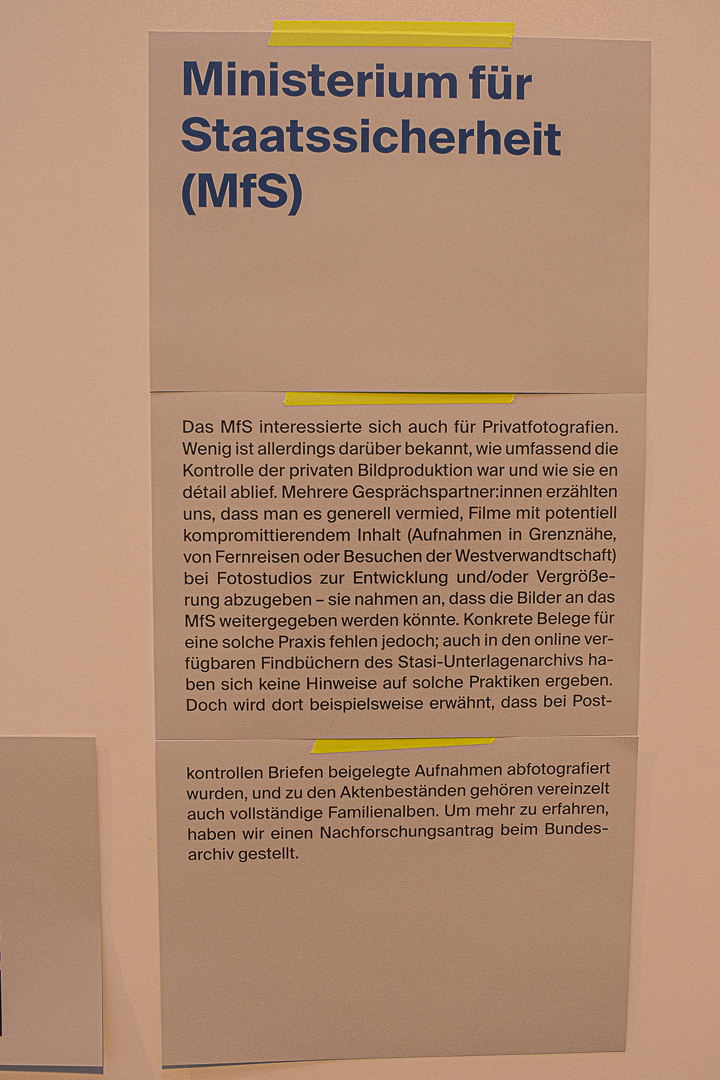 Ministerium für
Staatssicherheit
(MfS)
Das MfS interessierte sich auch für Privatfotografien.
Wenig ist allerdings darüber bekannt, wie umfassend die
Kontrolle der privaten Bildproduktion war und wie sie en
détail ablief. Mehrere Gesprächspartner:innen erzählten
uns, dass man es generell vermied, Filme mit potentiell
kompromittierendem Inhalt (Aufnahmen in Grenznähe,
von Fernreisen oder Besuchen der Westverwandtschaft)
bei Fotostudios zur Entwicklung und/oder Vergröße-
rung abzugeben – sie nahmen an, dass die Bilder an das
MfS weitergegeben werden könnte. Konkrete Belege für
eine solche Praxis fehlen jedoch; auch in den online ver-
fügbaren Findbüchern des Stasi-Unterlagenarchivs ha-
ben sich keine Hinweise auf solche Praktiken ergeben.
Doch wird dort beispielsweise erwähnt, dass bei Post-
kontrollen Briefen beigelegte Aufnahmen abfotografiert
wurden, und zu den Aktenbeständen gehören vereinzelt
auch vollständige Familienalben. Um mehr zu erfahren,
haben wir einen Nachforschungsantrag beim Bundes-
archiv gestellt.